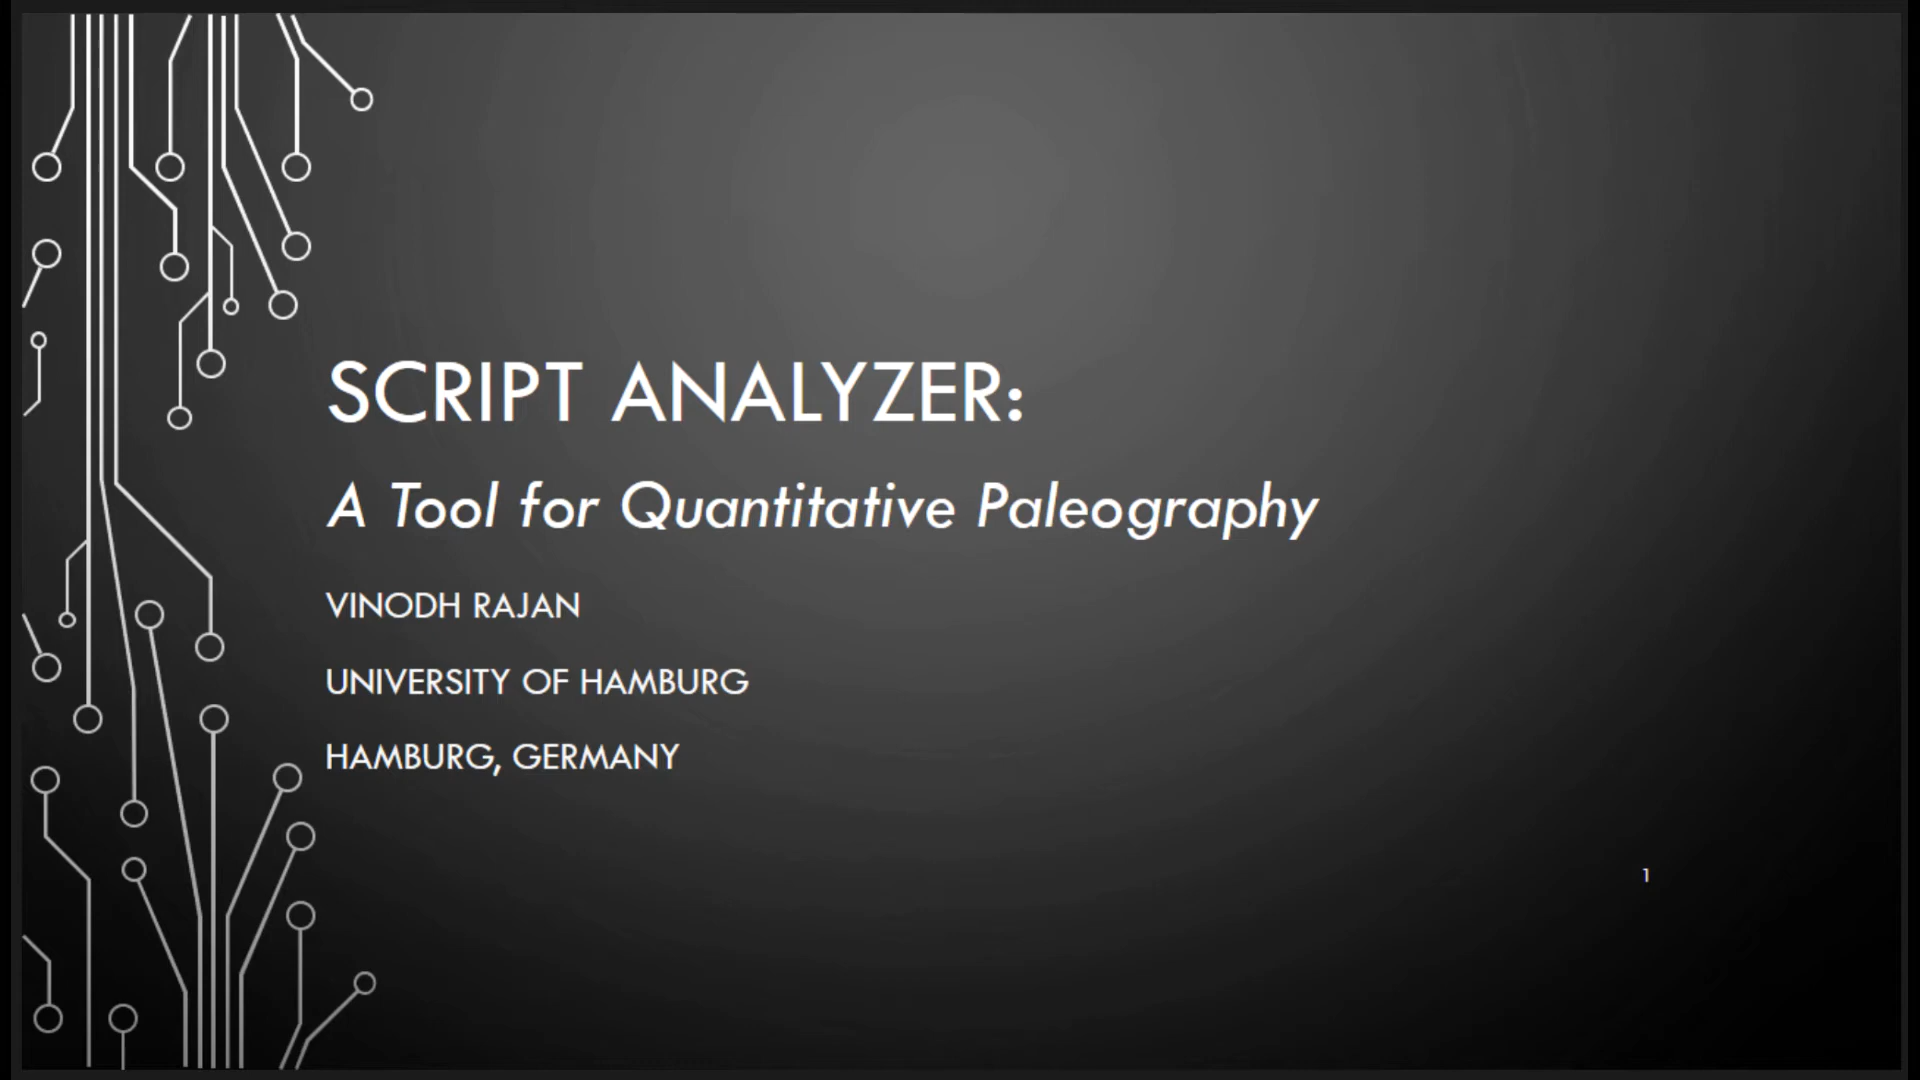 SCRIPT ANALYZER:
A Tool for Quantitative Paleography
VINODH RAJAN
UNIVERSITY OF HAMBURG
HAMBURG, GERMANY
1